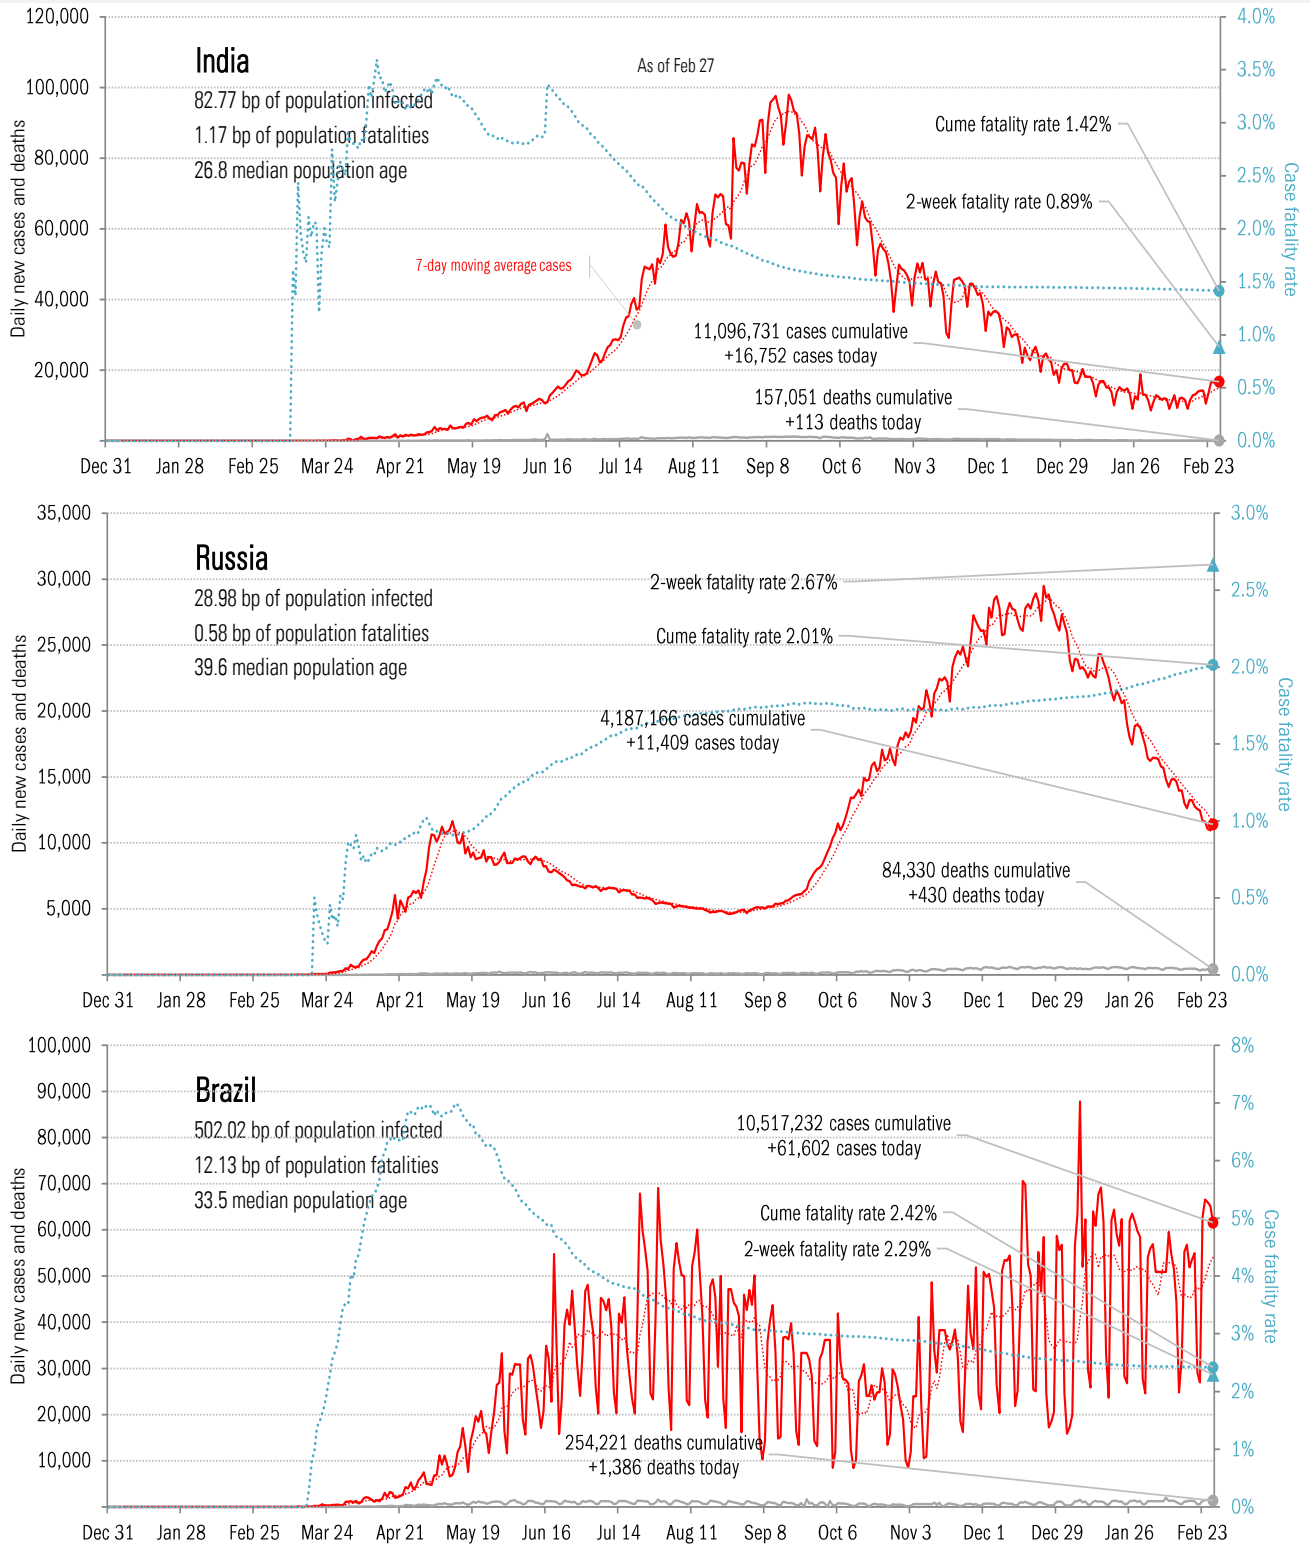 120,000
100,000
80,000
60,000
40,000
20,000
Daily new cases and deaths
India
82.77 bp of population infected
1.17 bp of population fatalities
26.8 median population age
As of Feb 27
7-day moving average cases
Cume fatality rate 1.42%
2-week fatality rate 0.89%
11,096,731 cases cumulative
+16,752 cases today
157,051 deaths cumulative
+113 deaths today
4.0%
3.5%
3.0%
2.5%
2.0%
1.5%
1.0%
0.5%
0.0%
Case fatality rate
Dec 31 Jan 28 Feb 25 Mar 24 Apr 21 May 19 Jun 16 Jul 14 Aug 11 Sep 8 Oct 6 Nov 3 Dec 1 Dec 29 Jan 26 Feb 23
35,000
30,000
25,000
20,000
15,000
10,000
5,000
Daily new cases and deaths
Russia
28.98 bp of population infected
0.58 bp of population fatalities
39.6 median population age
2-week fatality rate 2.67%
Cume fatality rate 2.01%
4,187,166 cases cumulative
+11,409 cases today
84,330 deaths cumulative
+430 deaths today
3.0%
2.5%
2.0%
1.5%
1.0%
0.5%
0.0%
Case fatality rate
Dec 31 Jan 28 Feb 25 Mar 24 Apr 21 May 19 Jun 16 Jul 14 Aug 11 Sep 8 Oct 6 Nov 3 Dec 1 Dec 29 Jan 26 Feb 23
100,000
90,000
80,000
70,000
60,000
50,000
40,000
30,000
20,000
10,000
Daily new cases and deaths
Brazil
502.02 bp of population infected
12.13 bp of population fatalities
33.5 median population age
10,517,232 cases cumulative
+61,602 cases today
Cume fatality rate 2.42%
2-week fatality rate 2.29%
254,221 deaths cumulative
+1,386 deaths today
8%
7%
6%
5%
4%
3%
2%
1%
0%
Case fatality rate
Dec 31 Jan 28 Feb 25 Mar 24 Apr 21 May 19 Jun 16 Jul 14 Aug 11 Sep 8 Oct 6 Nov 3 Dec 1 Dec 29 Jan 26 Feb 23